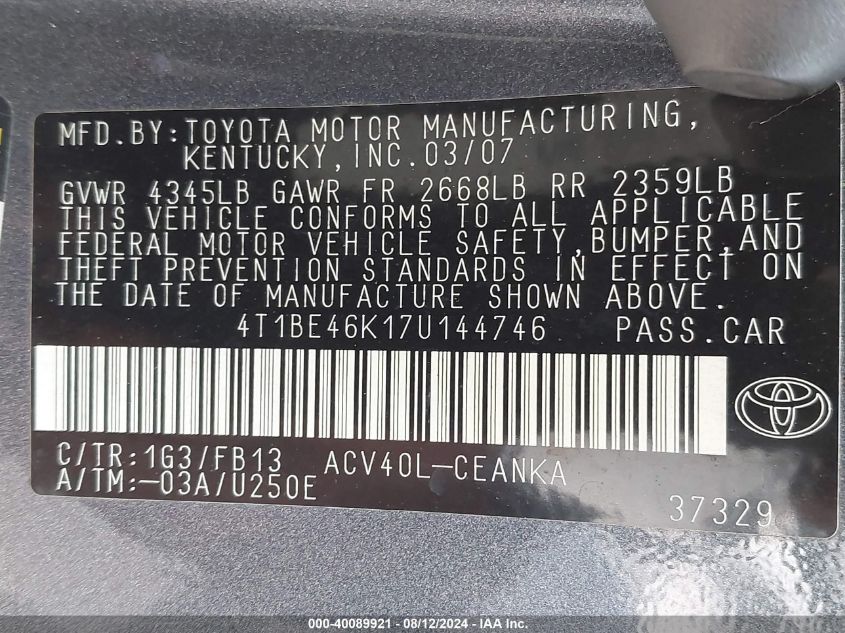 MFD.BY:TOYOTA MOTOR MANUFACTURING,
KENTUCKY,INC.03/07
GVWR 4345LB GAWR FR 2668LB RR 2359LB
THIS VEHICLE CONFORMS TO ALL APPLICABLE
FEDERAL MOTOR VEHICLE SAFETY,BUMPER,AND
THEFT PREVENTION STANDARDS IN EFFECT ON
THE DATE OF MANUFACTURE SHOWN ABOVE.
4T1BE46K17U144746 PASS.CAR
C/TR:1G3/FB13 ACV40L-CEANKA
A/TM:-03A/U250E
37329
000-40089921 - 08/12/2024 - IAA Inc.